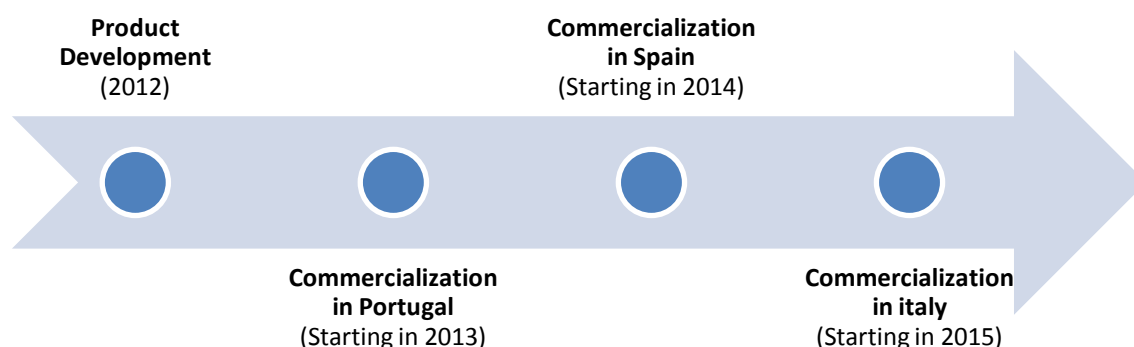 Product
Development
(2012)
Commercialization
in Portugal
(Starting in 2013)
Commercialization
in Spain
(Starting in 2014)
Commercialization
in italy
(Starting in 2015)